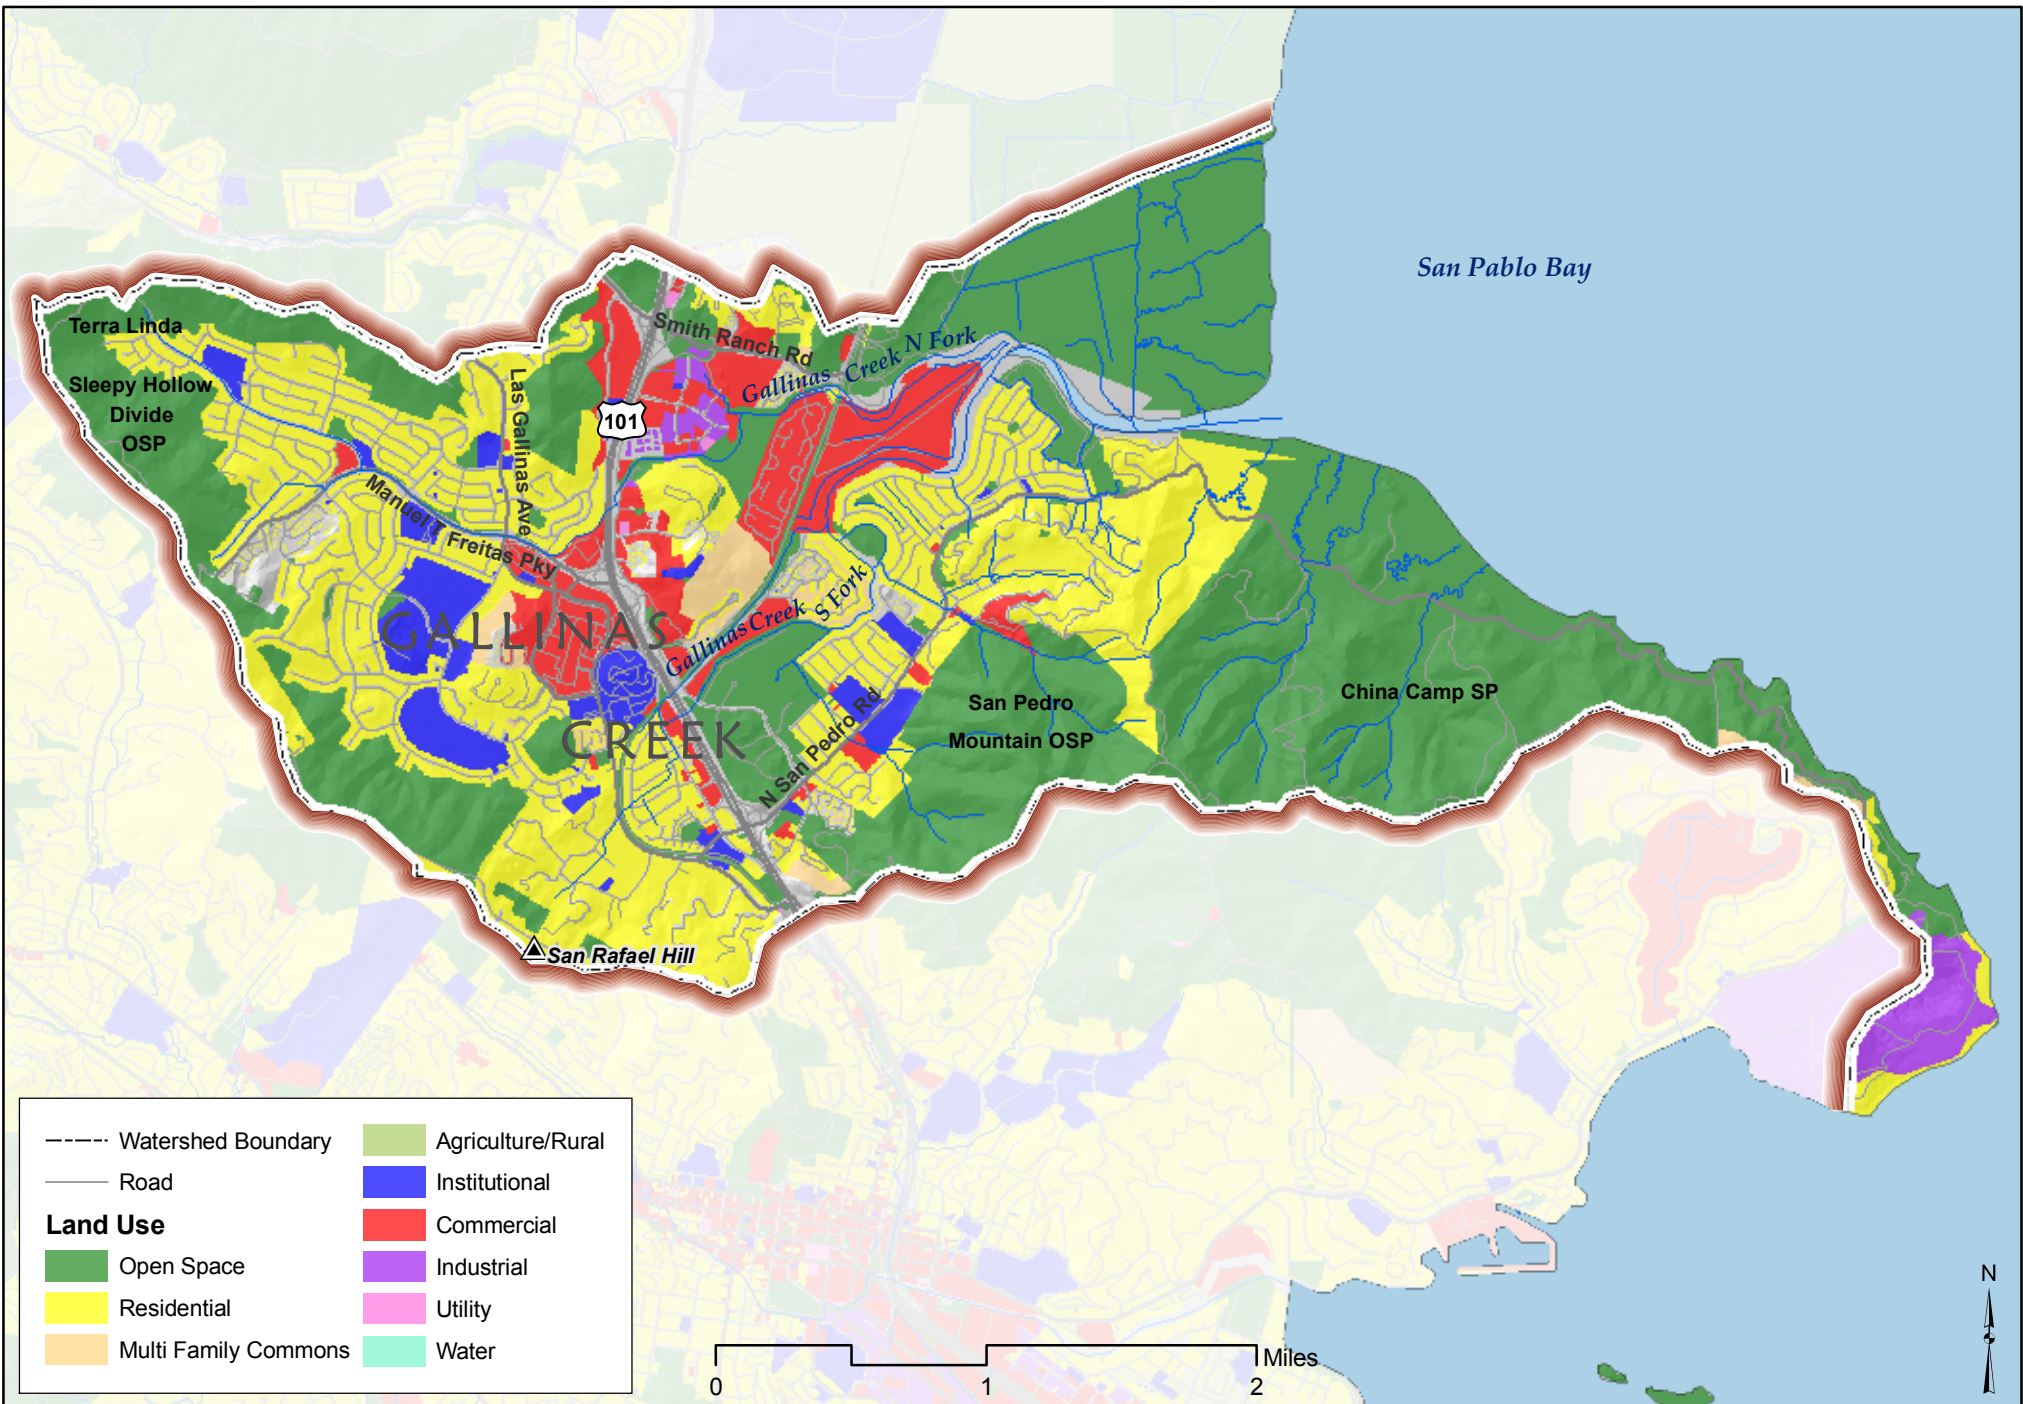 San Pablo Bay
Terra Linda
Sleepy Hollow
Divide
OSP
Las Gallinas Ave
Smith Ranch Rd
Gallinas Creek N Fork
101
Manuel T Freitas Pky
GALLINAS
CREEK
Gallinas Creek
S Fork
N San Pedro Rd
San Pedro
Mountain OSP
China Camp SP
San Rafael Hill
Watershed Boundary
Road
Land Use
Open Space
Residential
Multi Family Commons
Agriculture/Rural
Institutional
Commercial
Industrial
Utility
Water
Miles
0 1 2
N